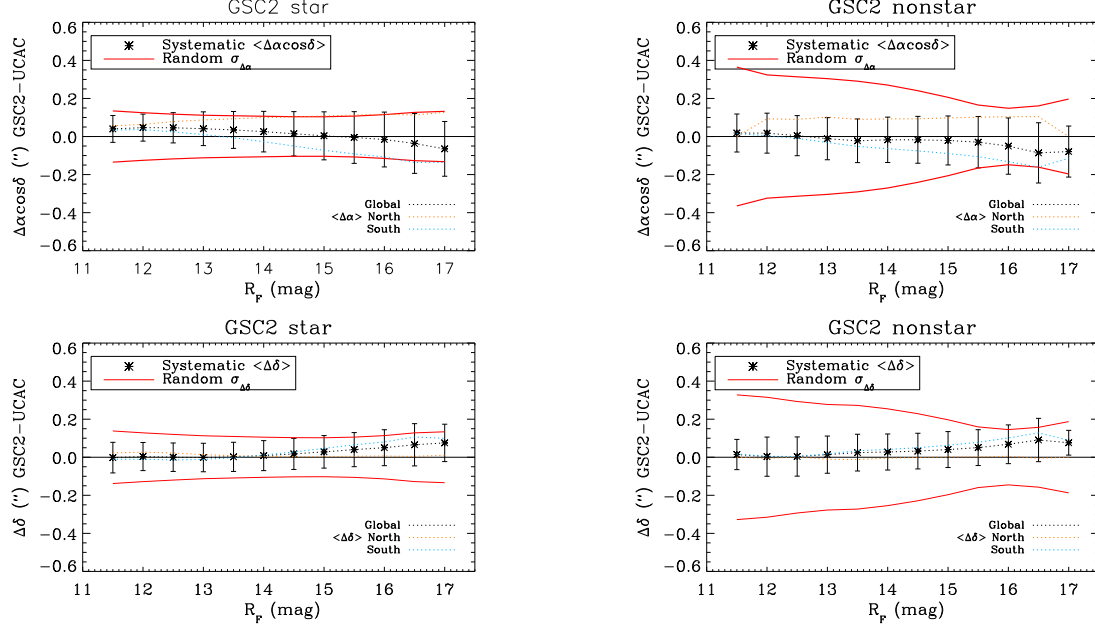 GSC2 star
Δαcosδ (") GSC2-UCAC
0.6
0.4
0.2
0.0
−0.2
−0.4
−0.6
Systematic <Δαcosδ>
Random σΔα
Global
<Δα> North
South
11 12 13 14 15 16 17
RF (mag)
GSC2 nonstar
Δαcosδ (") GSC2-UCAC
0.6
0.4
0.2
0.0
−0.2
−0.4
−0.6
Systematic <Δαcosδ>
Random σΔα
Global
<Δα> North
South
11 12 13 14 15 16 17
RF (mag)
GSC2 star
Δδ (") GSC2-UCAC
0.6
0.4
0.2
0.0
−0.2
−0.4
−0.6
Systematic <Δδ>
Random σΔδ
Global
<Δδ> North
South
11 12 13 14 15 16 17
RF (mag)
GSC2 nonstar
Δδ (") GSC2-UCAC
0.6
0.4
0.2
0.0
−0.2
−0.4
−0.6
Systematic <Δδ>
Random σΔδ
Global
<Δδ> North
South
11 12 13 14 15 16 17
RF (mag)